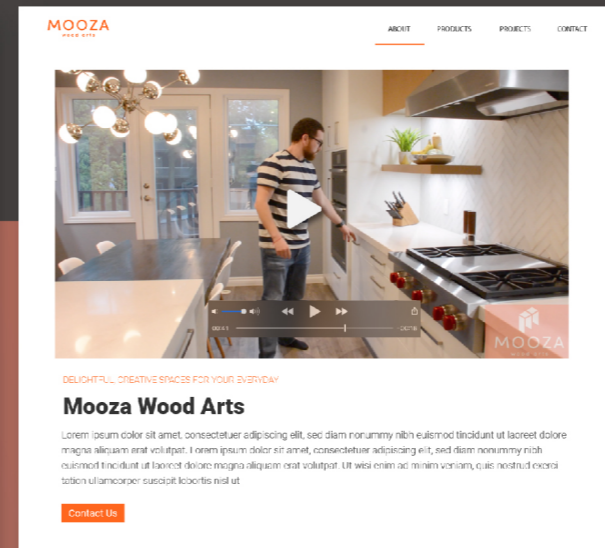 MOOZA
WOOD ARTS
ABOUT PRODUCTS PROJECTS CONTACT
MOOZA
WOOD ARTS
DELIGHTFUL, CREATIVE SPACES FOR YOUR EVERYDAY
Mooza Wood Arts
Lorem ipsum dolor sit amet, consectetuer adipiscing elit, sed diam nonummy nibh euismod tincidunt ut laoreet dolore
magna aliquam erat volutpat. Lorem ipsum dolor sit amet, consectetuer adipiscing elit, sed diam nonummy nibh
euismod tincidunt ut laoreet dolore magna aliquam erat volutpat. Ut wisi enim ad minim veniam, quis nostrud exerci
tation ullamcorper suscipit lobortis nisl ut
Contact Us